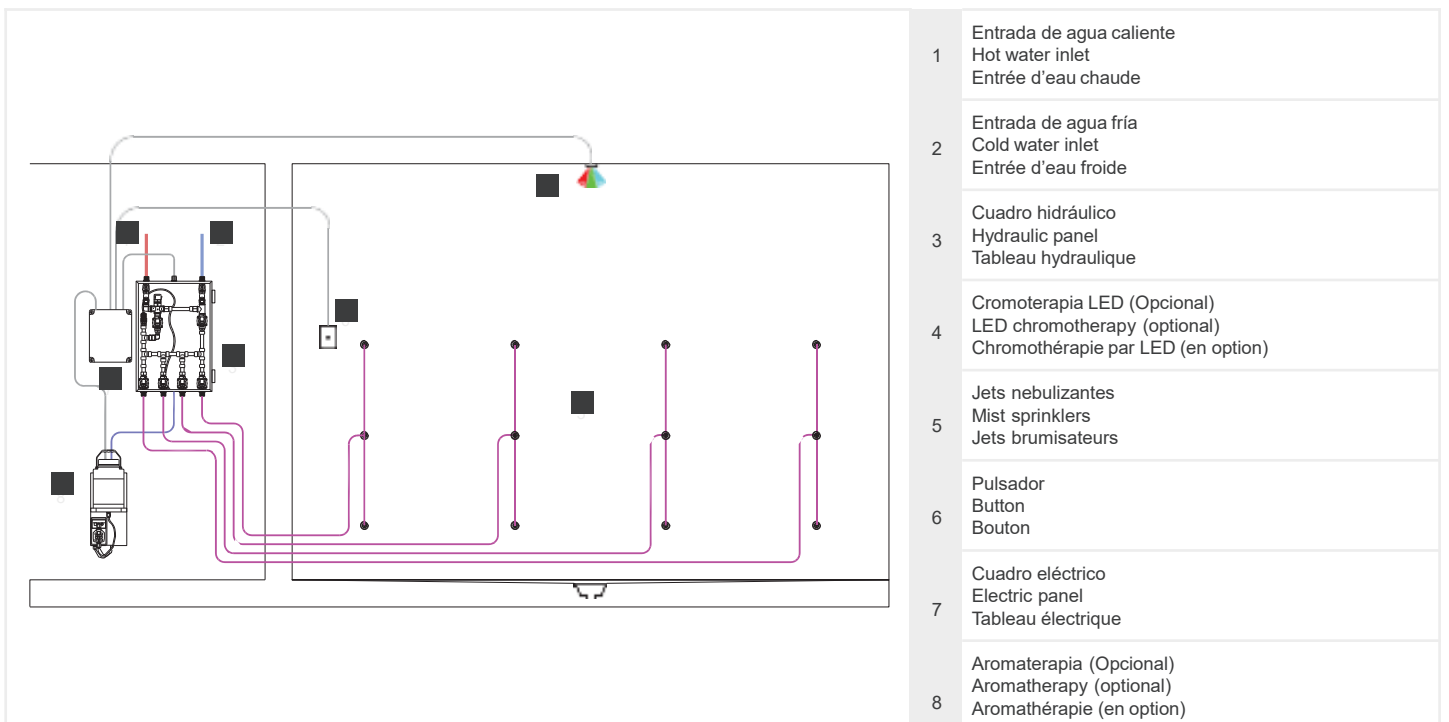 1
Entrada de agua caliente
Hot water inlet
Entrée d’eau chaude
2
Entrada de agua fría
Cold water inlet
Entrée d’eau froide
3
Cuadro hidráulico
Hydraulic panel
Tableau hydraulique
4
Cromoterapia LED (Opcional)
LED chromotherapy (optional)
Chromothérapie par LED (en option)
5
Jets nebulizantes
Mist sprinklers
Jets brumisateurs
6
Pulsador
Button
Bouton
7
Cuadro eléctrico
Electric panel
Tableau électrique
8
Aromaterapia (Opcional)
Aromatherapy (optional)
Aromathérapie (en option)